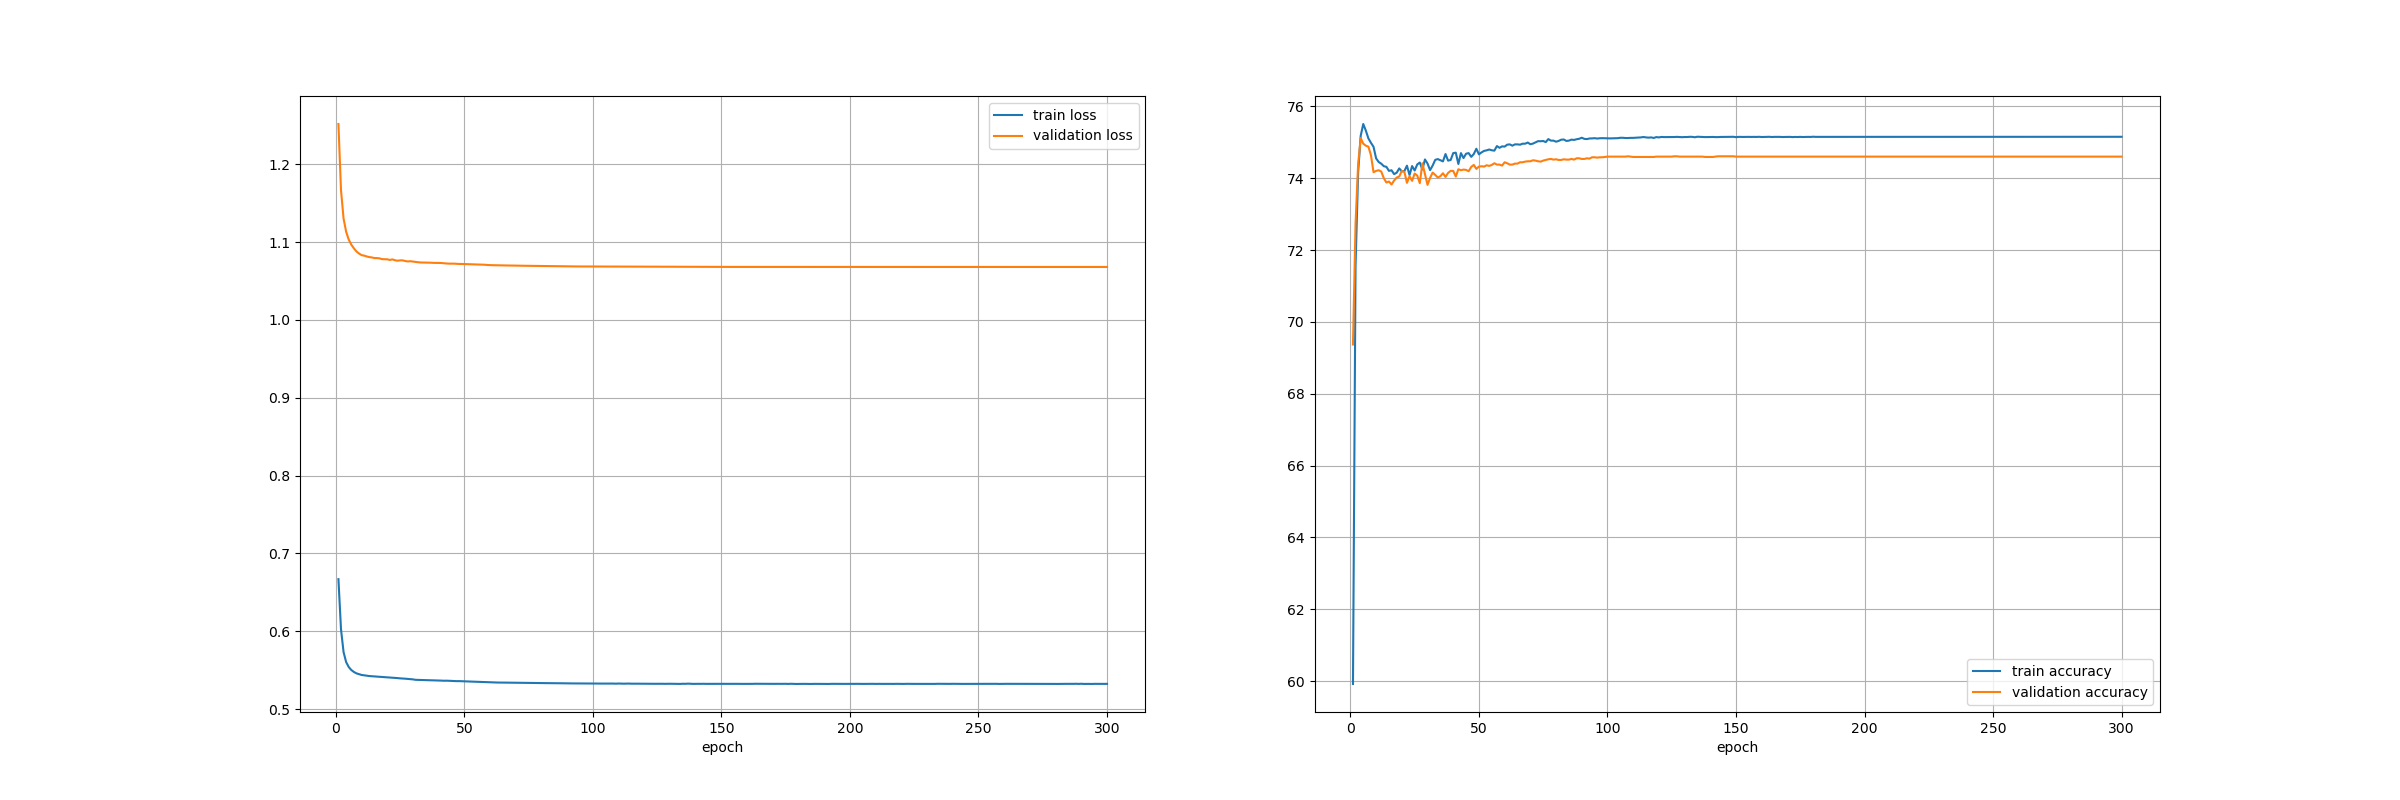 train loss
validation loss
1.2
1.1
1.0
0.9
0.8
0.7
0.6
0.5
0 50 100 150 200 250 300
epoch
76
74
72
70
68
66
64
62
60
train accuracy
validation accuracy
0 50 100 150 200 250 300
epoch